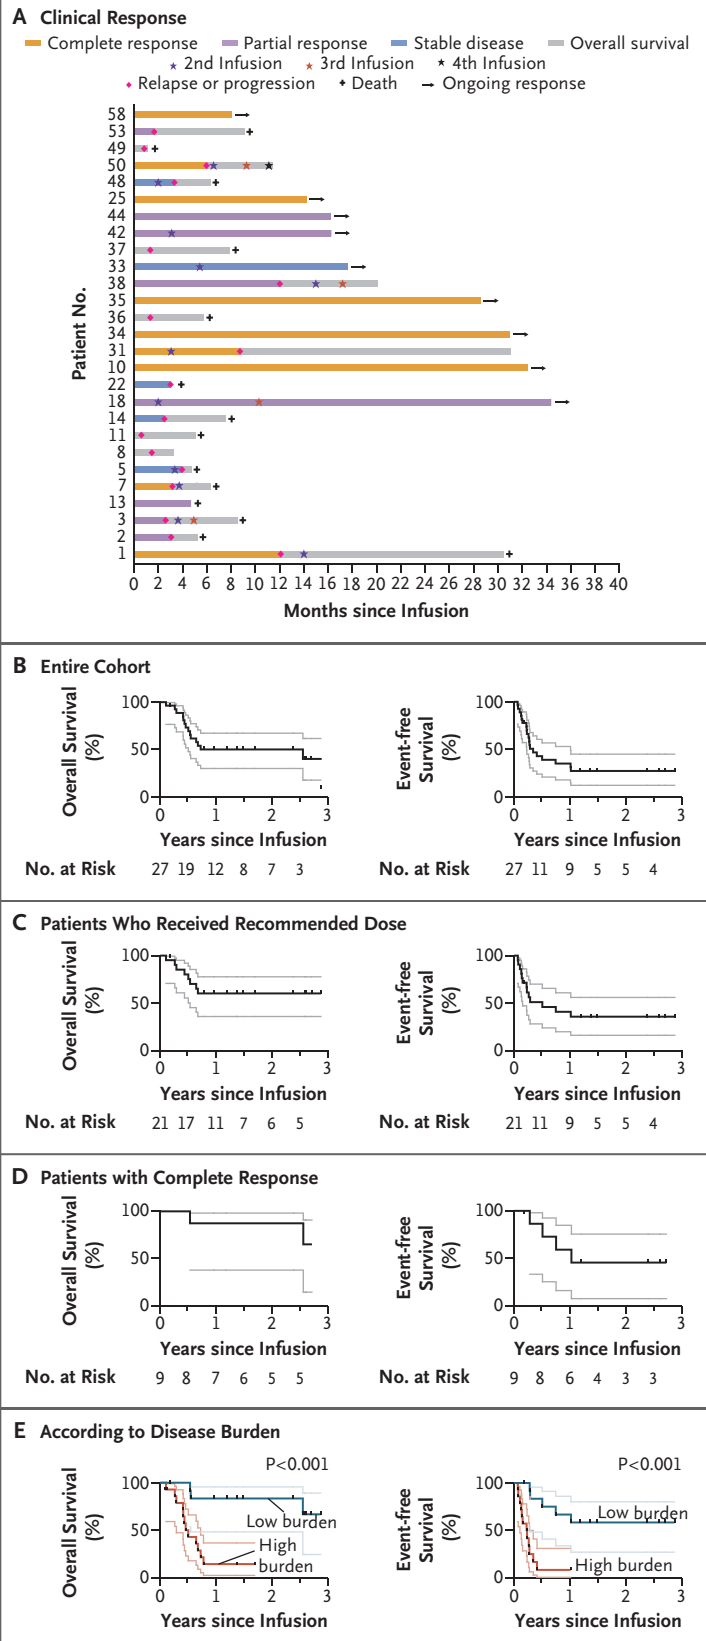 A Clinical Response
Complete response Partial response Stable disease Overall survival
2nd Infusion 3rd Infusion 4th Infusion
Relapse or progression Death Ongoing response
Patient No.
58
53
49
50
48
25
44
42
37
33
38
35
36
34
31
10
22
18
14
11
8
5
7
13
3
2
1
0 2 4 6 8 10 12 14 16 18 20 22 24 26 28 30 32 34 36 38 40
Months since Infusion
B Entire Cohort
Overall Survival
(%)
100
50
0
0 1 2 3
Years since Infusion
No. at Risk 27 19 12 8 7 3
Event-free
Survival
(%)
100
50
0
0 1 2 3
Years since Infusion
No. at Risk 27 11 9 5 5 4
C Patients Who Received Recommended Dose
Overall Survival
(%)
100
50
0
0 1 2 3
Years since Infusion
No. at Risk 21 17 11 7 6 5
Event-free
Survival
(%)
100
50
0
0 1 2 3
Years since Infusion
No. at Risk 21 11 9 5 5 4
D Patients with Complete Response
Overall Survival
(%)
100
50
0
0 1 2 3
Years since Infusion
No. at Risk 9 8 7 6 5 5
Event-free
Survival
(%)
100
50
0
0 1 2 3
Years since Infusion
No. at Risk 9 8 6 4 3 3
E According to Disease Burden
Overall Survival
(%)
P<0.001
100
50
0
Low burden
High
burden
0 1 2 3
Years since Infusion
Event-free
Survival
(%)
P<0.001
100
50
0
Low burden
High burden
0 1 2 3
Years since Infusion